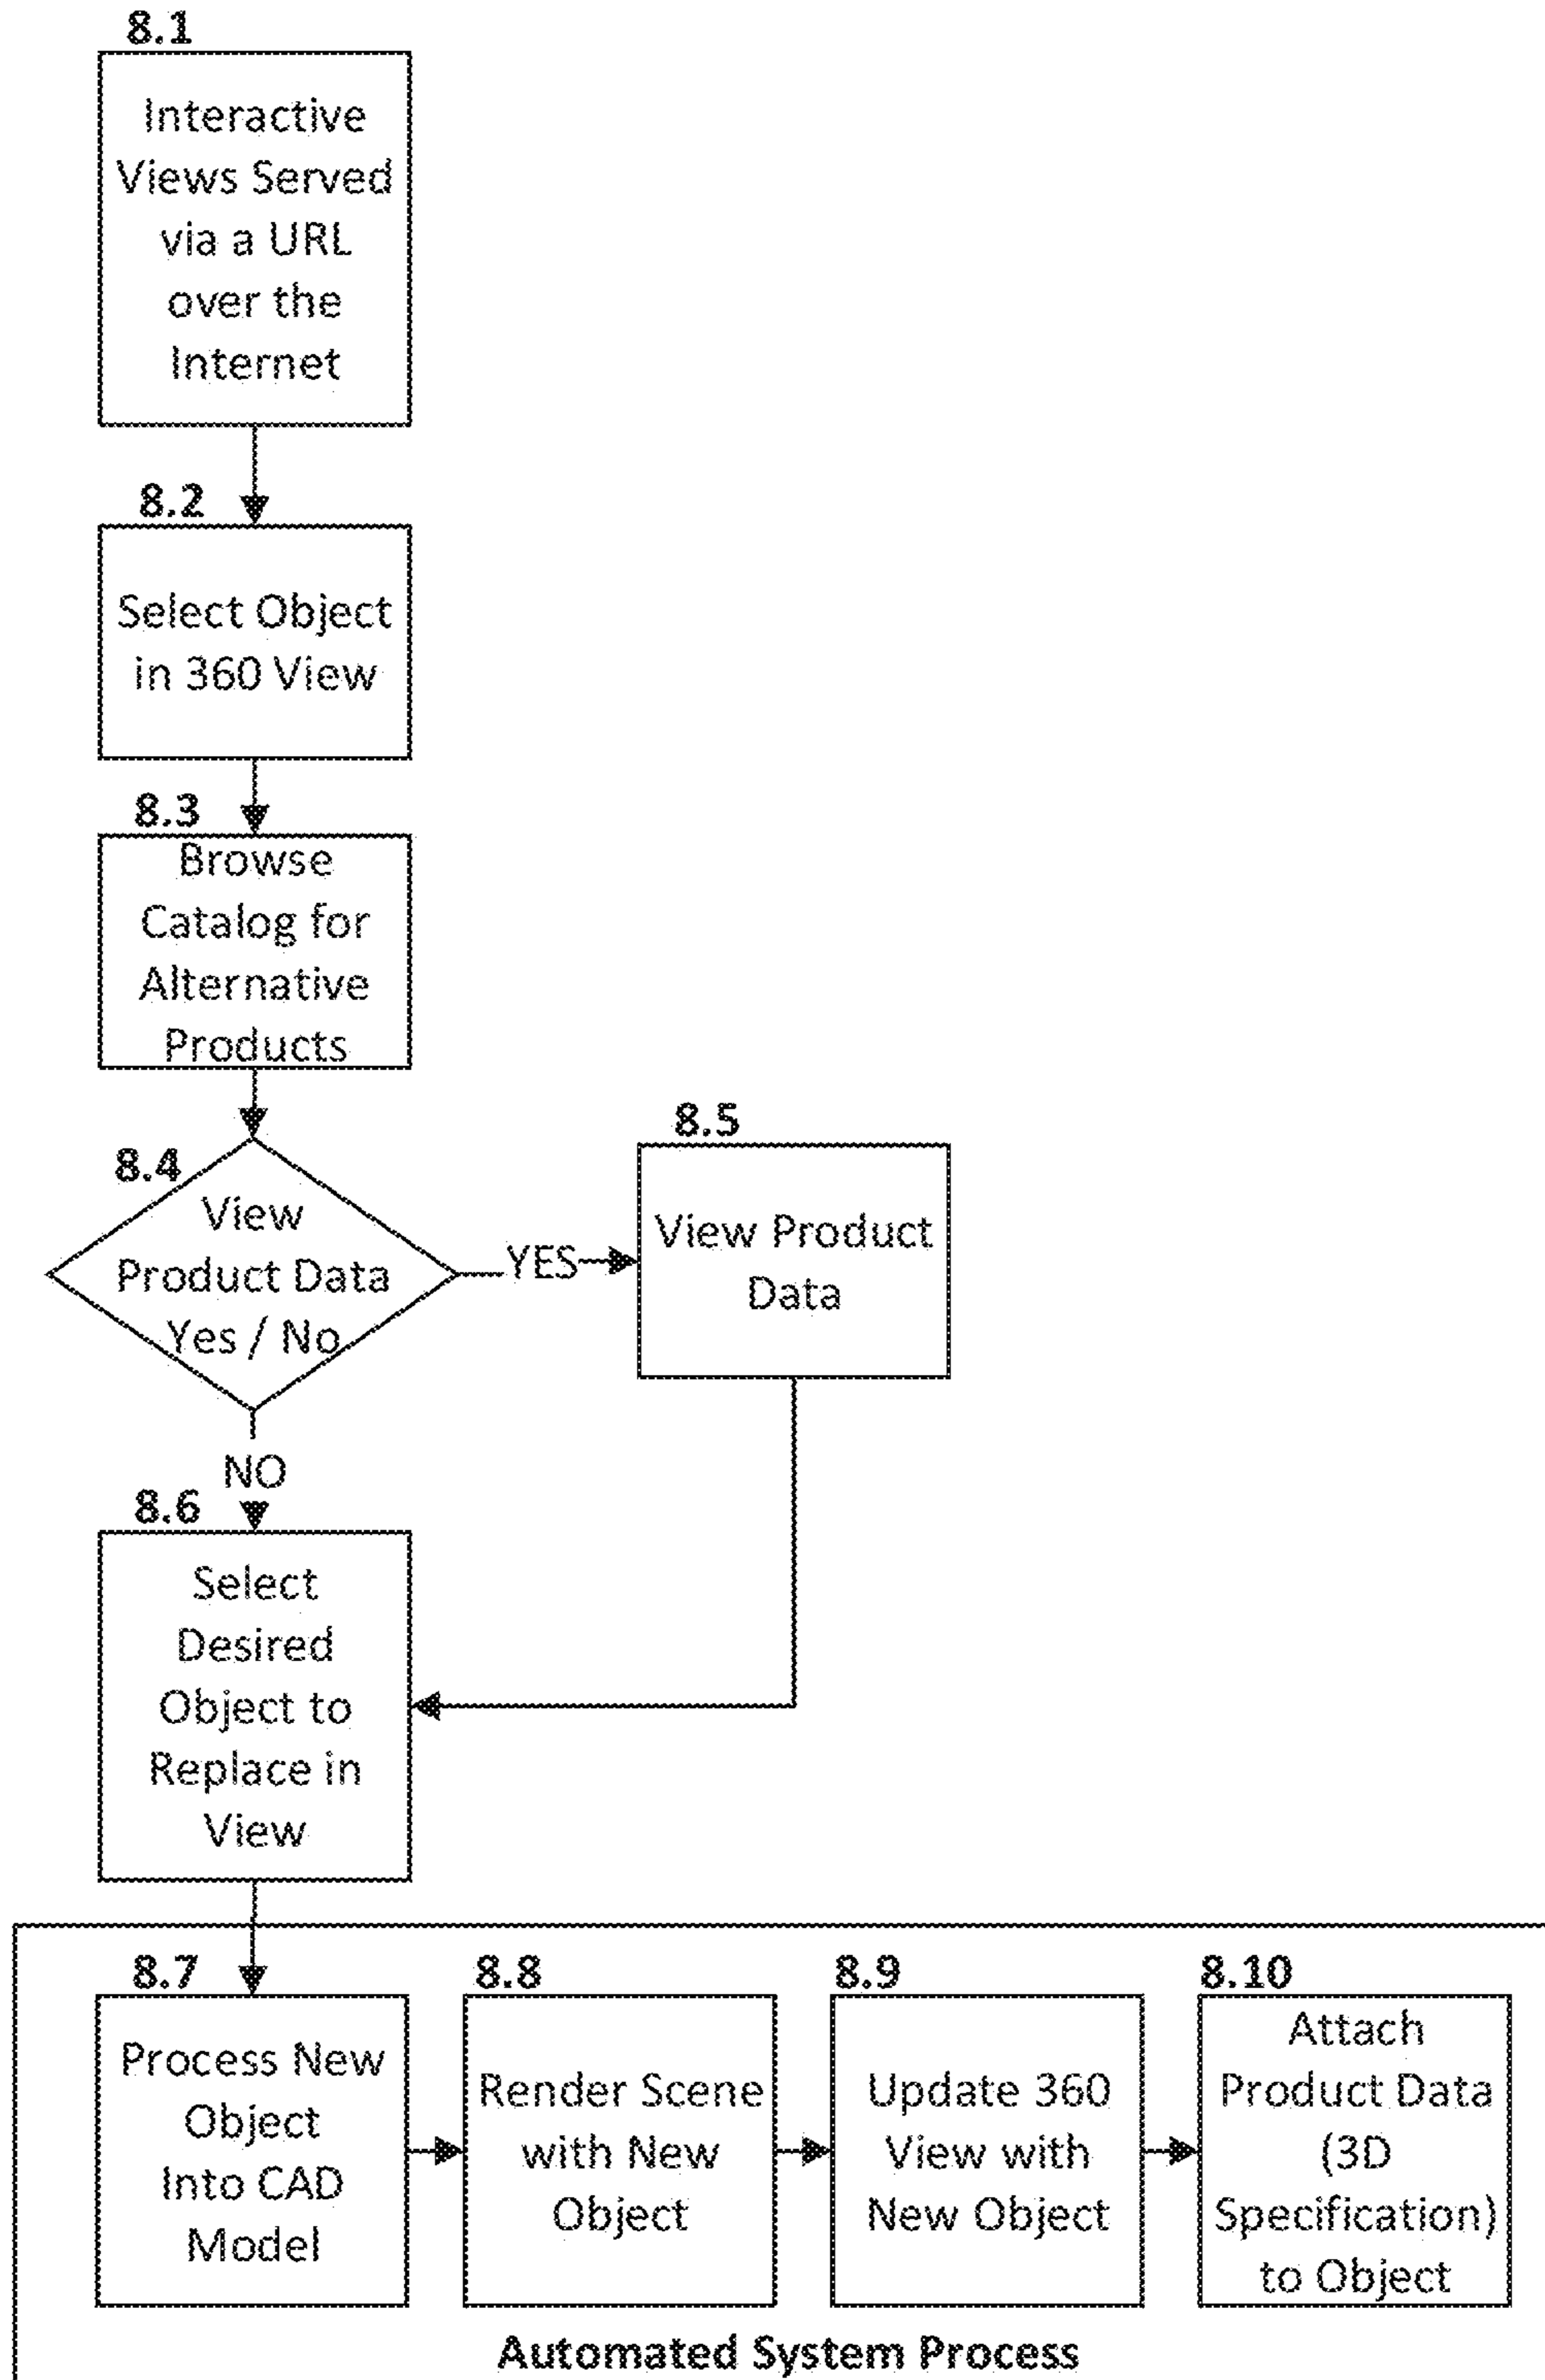 8.1
Interactive
Views Served
via a URL
over the
Internet
8.2
Select Object
in 360 View
8.3
Browse
Catalog for
Alternative
Products
8.4
View
Product Data
Yes / No
YES
8.5
View Product
Data
NO
8.6
Select
Desired
Object to
Replace in
View
8.7
Process New
Object
Into CAD
Model
8.8
Render Scene
with New
Object
8.9
Update 360
View with
New Object
8.10
Attach
Product Data
(3D
Specification)
to Object
Automated System Process